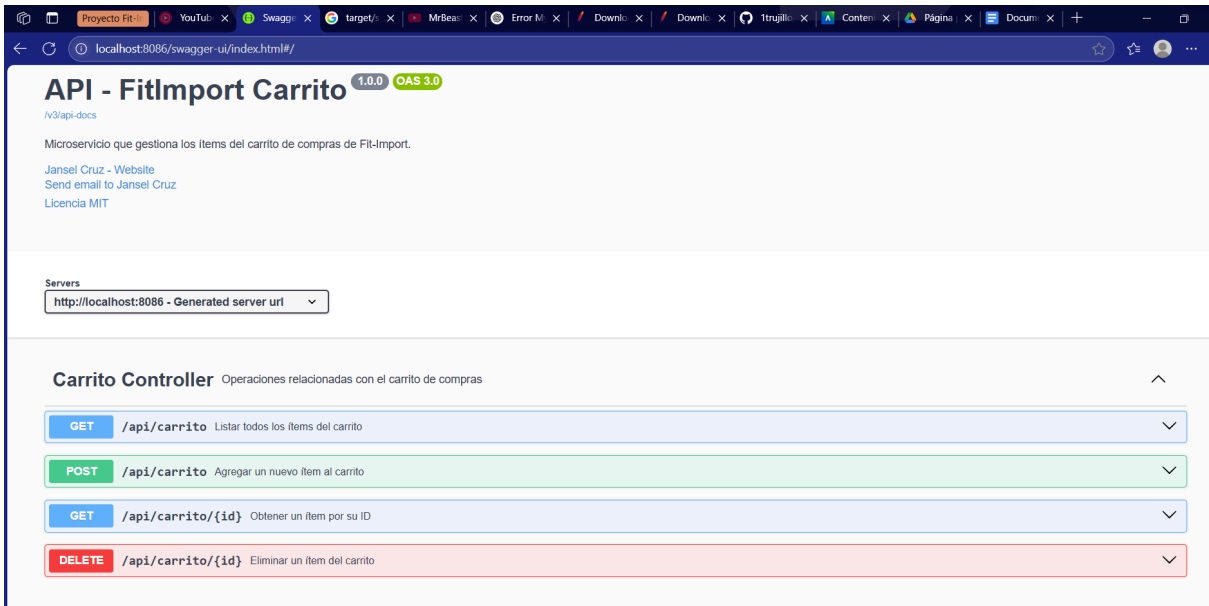 Proyecto Fit-I
YouTub
Swagge
target/s
MrBeas
Error M
Downlo
Downlo
1trujillo
Conten
Página
Docum
localhost:8086/swagger-ui/index.html#/
API - FitImport Carrito 1.0.0 OAS 3.0
/v3/api-docs
Microservicio que gestiona los ítems del carrito de compras de Fit-Import.
Jansel Cruz - Website
Send email to Jansel Cruz
Licencia MIT
Servers
http://localhost:8086 - Generated server url
Carrito Controller Operaciones relacionadas con el carrito de compras
GET /api/carrito Listar todos los ítems del carrito
POST /api/carrito Agregar un nuevo ítem al carrito
GET /api/carrito/{id} Obtener un ítem por su ID
DELETE /api/carrito/{id} Eliminar un ítem del carrito